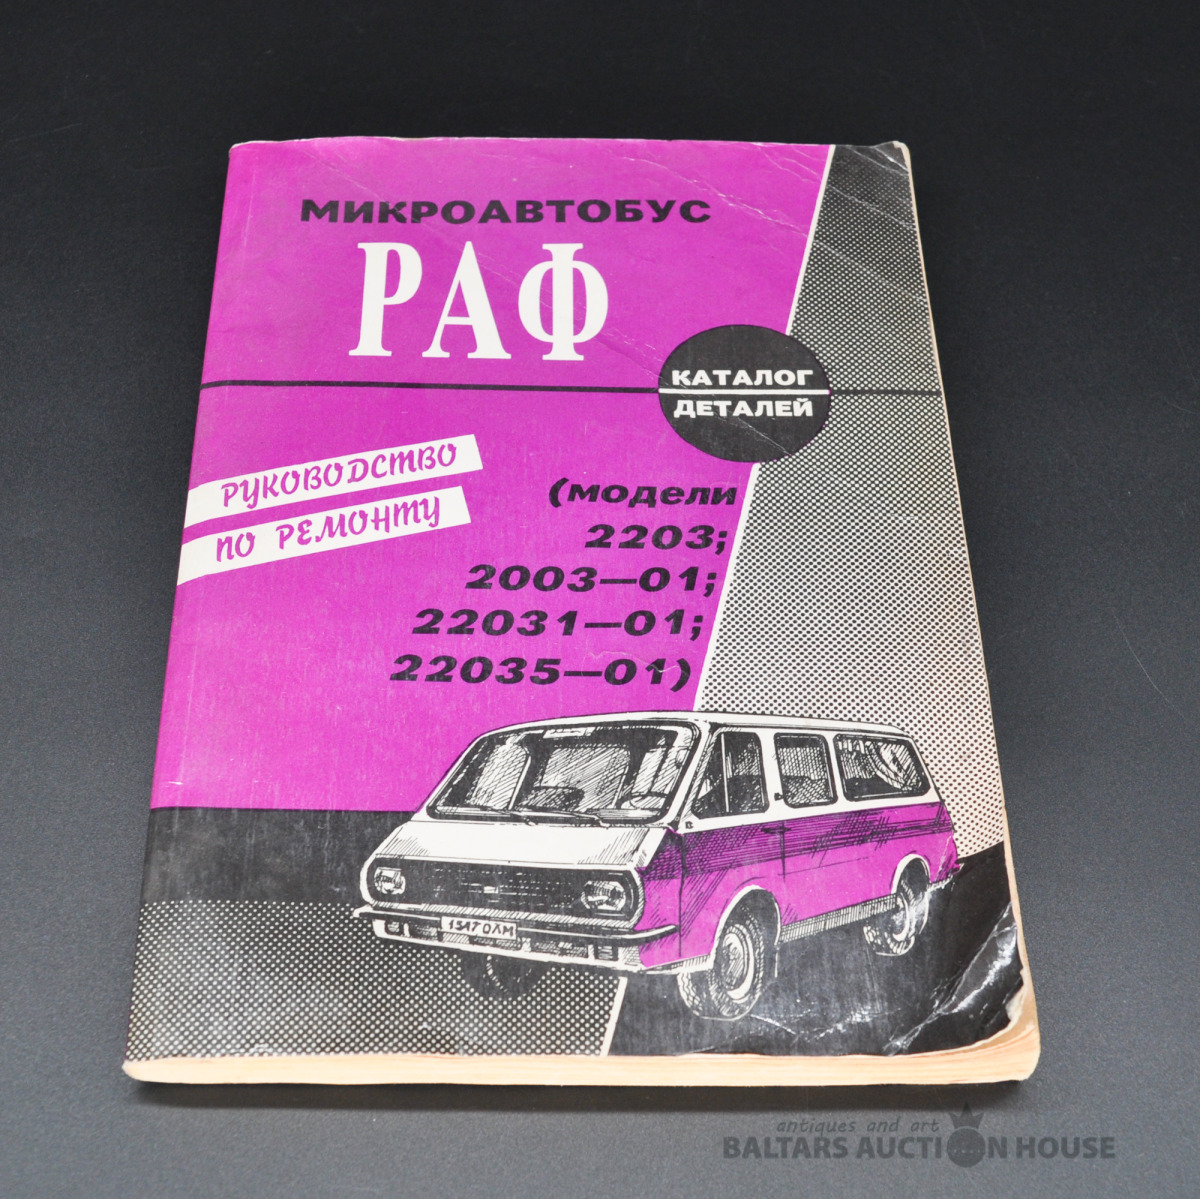 МИКРОАВТОБУС
РАФ
КАТАЛОГ
ДЕТАЛЕЙ
РУКОВОДСТВО
ПО РЕМОНТУ
(модели
2203;
2003—01;
22031—01;
22035—01)
antiques and art
BALTARS AUCTION HOUSE